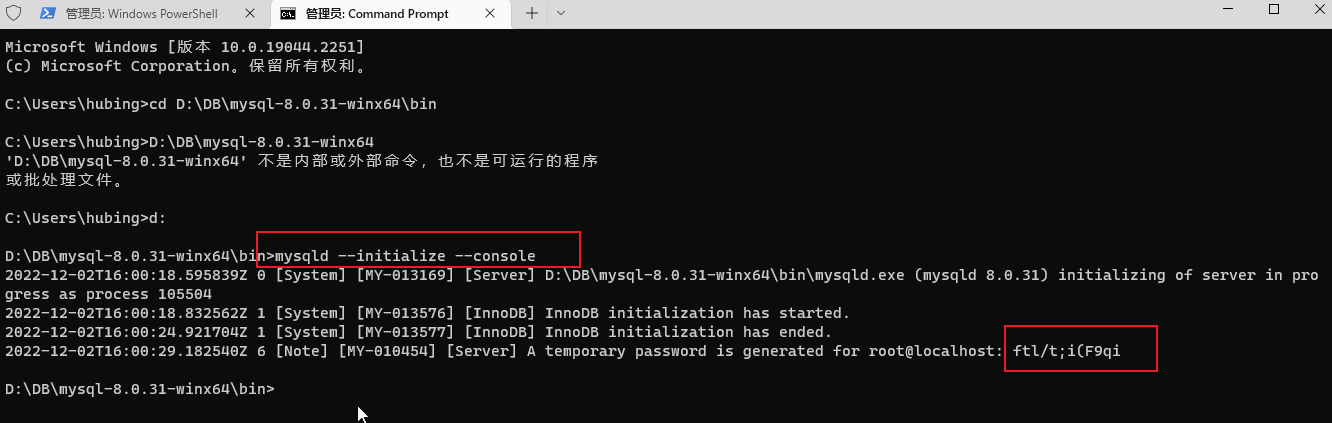 管理员: Windows PowerShell
管理员: Command Prompt
Microsoft Windows [版本 10.0.19044.2251]
(c) Microsoft Corporation。保留所有权利。
C:\Users\hubing>cd D:\DB\mysql-8.0.31-winx64\bin
C:\Users\hubing>D:\DB\mysql-8.0.31-winx64
'D:\DB\mysql-8.0.31-winx64' 不是内部或外部命令，也不是可运行的程序
或批处理文件。
C:\Users\hubing>d:
D:\DB\mysql-8.0.31-winx64\bin>mysqld --initialize --console
2022-12-02T16:00:18.595839Z 0 [System] [MY-013169] [Server] D:\DB\mysql-8.0.31-winx64\bin\mysqld.exe (mysqld 8.0.31) initializing of server in pro
gress as process 105504
2022-12-02T16:00:18.832562Z 1 [System] [MY-013576] [InnoDB] InnoDB initialization has started.
2022-12-02T16:00:24.921704Z 1 [System] [MY-013577] [InnoDB] InnoDB initialization has ended.
2022-12-02T16:00:29.182540Z 6 [Note] [MY-010454] [Server] A temporary password is generated for root@localhost: ftl/t;i(F9qi
D:\DB\mysql-8.0.31-winx64\bin>